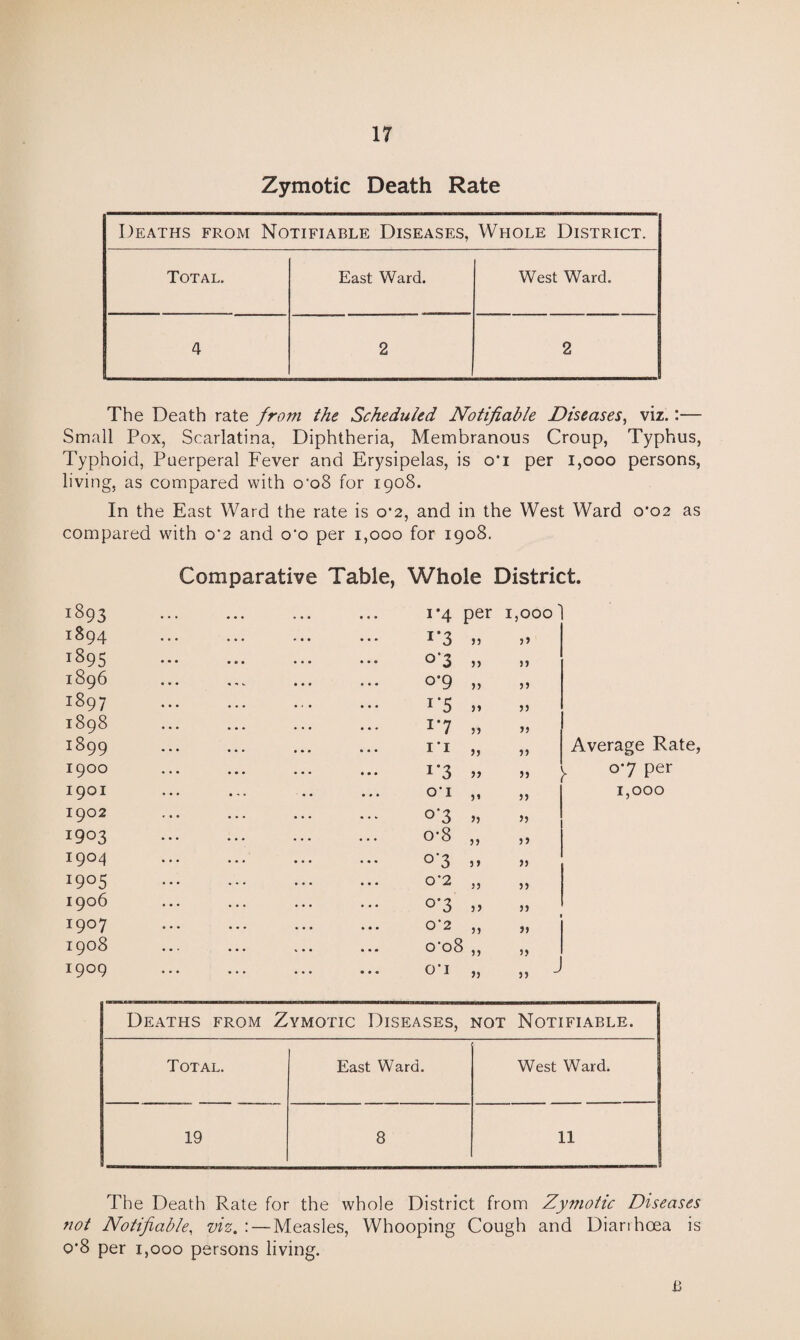 17
Zymotic Death Rate
Deaths from Notifiable Diseases, Whole District.
Total. East Ward. West Ward.
4 2 2
The Death rate from the Scheduled Notifiable Diseases, viz. :—
Small Pox, Scarlatina, Diphtheria, Membranous Croup, Typhus,
Typhoid, Puerperal Fever and Erysipelas, is 0·1 per 1,000 persons,
living, as compared with 0·08 for 1908.
In the East Ward the rate is 0·2, and in the West Ward 0·02 as
compared with 0·2 and 0·0 per 1,000 for 1908.
Comparative Table, Whole District.
1893 ... ... ... ... 1·4 per 1,000
1894 ... ... ... ... 1·3 „ „
1895 ... ... ... ... 0·3 „ „
1896 ... ... ... ... 0·9 „ „
1897 ... ... ... ... 1·5 „ „
1898 ... ... ... ... 1·7 „ „
1899 ... ... ... ... 1·1 „ „ Average Rate,
1900 ... ... ... ... 1·3 „ „ } 0·7 per
1901 ... ... ... ... 0·1 „ „ 1,000
1902 ... ... ... ... 0·3 „ „
1903 ... ... ... ... 0·8 „ „
1904 ... ... ... ... 0·3 „ „
1905 ... ... ... ... 0·2 „ „
1906 ... ... ... ... 0·3 „ „
1907 ... ... ... ... 0·2 „ „
1908 ... ... ... ... 0·08 „ „
1909 ... ... ... ... 0·1 „ „
Deaths from Zymotic Diseases, not Notifiable.
Total. East Ward. West Ward.
19 8 11
The Death Rate for the whole District from Zymotic Diseases
not Notifiable, viz. :—Measles, Whooping Cough and Diarrhœa is
0·8 per 1,000 persons living.
B